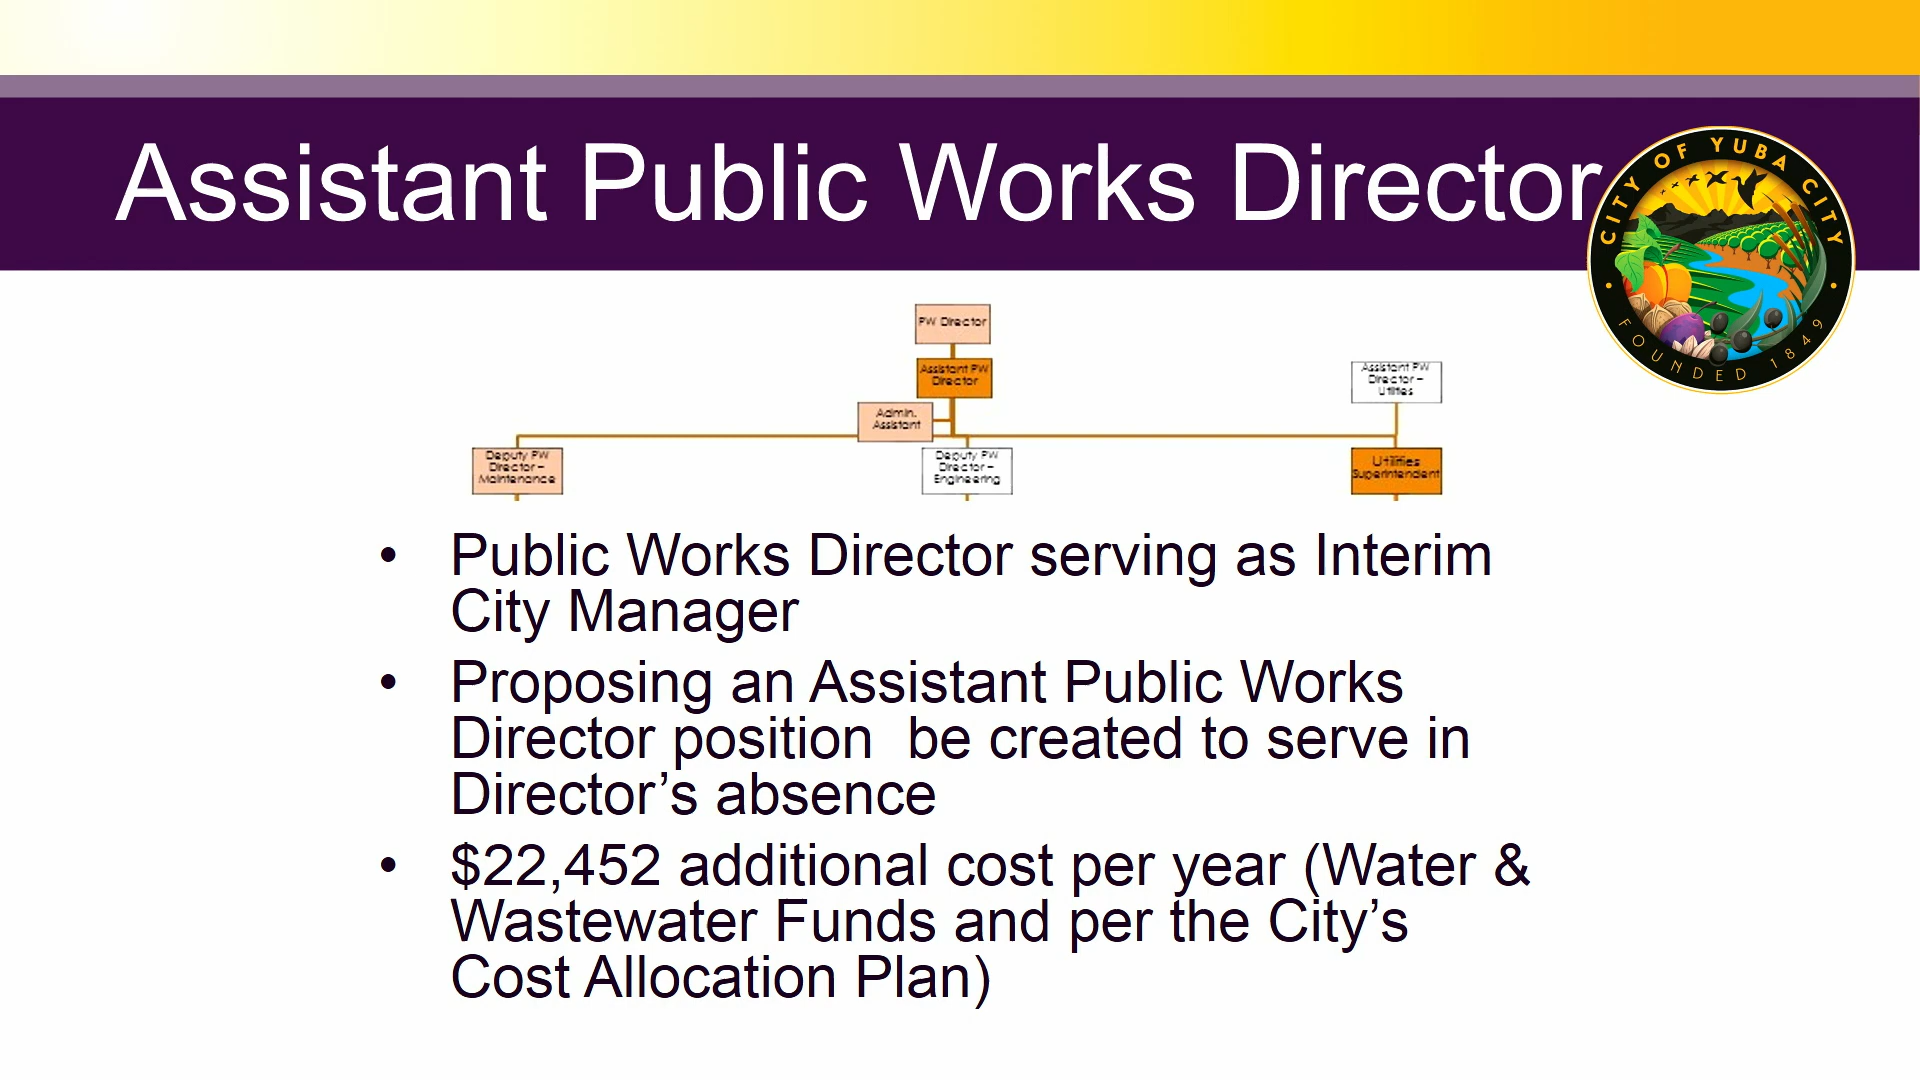 Assistant Public Works Director
CITY OF YUBA CITY
FOUNDED 1849
PW Director
Assistant PW
Director
Assistant PW
Director –
Utilities
Admin.
Assistant
Deputy PW
Director –
Maintenance
Deputy PW
Director –
Engineering
Utilities
Superintendent
• Public Works Director serving as Interim
City Manager
• Proposing an Assistant Public Works
Director position  be created to serve in
Director’s absence
• $22,452 additional cost per year (Water &
Wastewater Funds and per the City’s
Cost Allocation Plan)